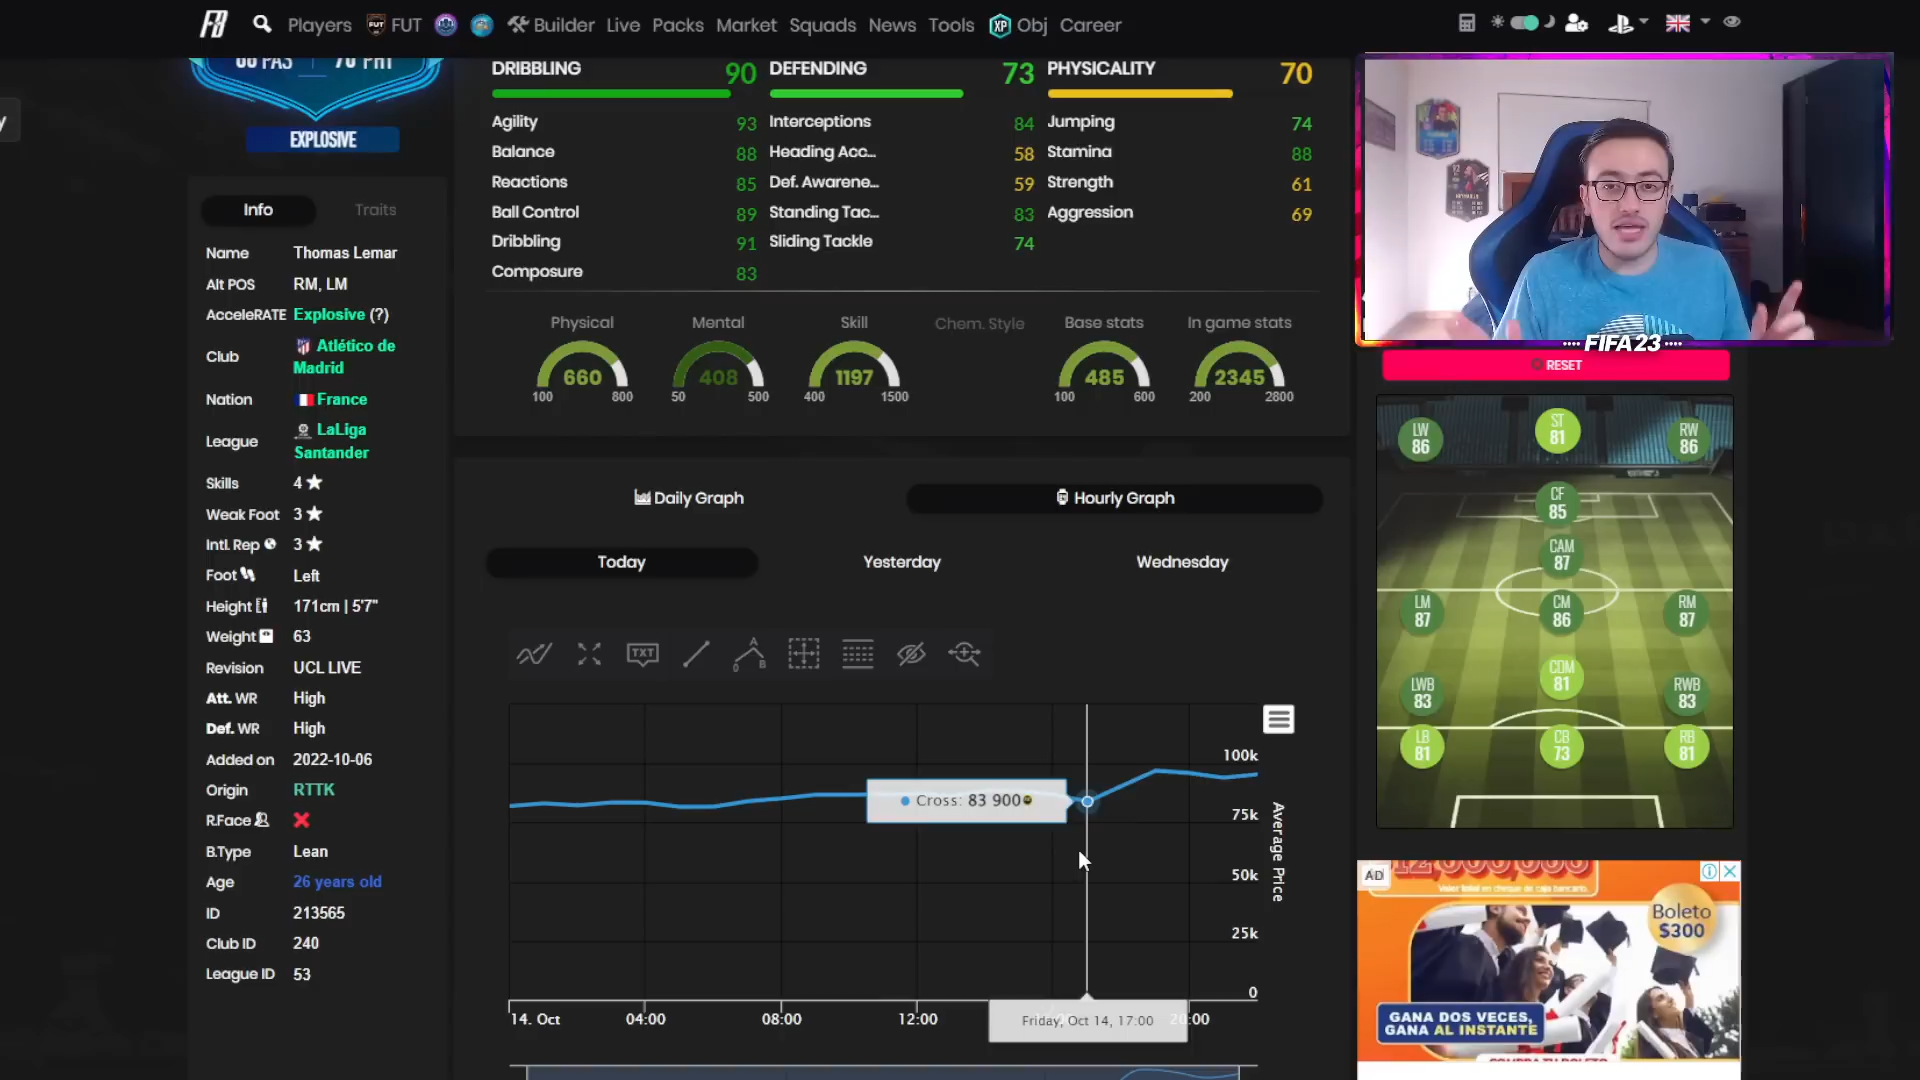 Players FUT Builder Live Packs Market Squads News Tools XP Obj Career
EXPLOSIVE
Info Traits
Name Thomas Lemar
Alt POS RM, LM
AcceleRATE Explosive (?)
Club Atlético de
Madrid
Nation France
League LaLiga
Santander
Skills 4
Weak Foot 3
Intl. Rep 3
Foot Left
Height 171cm | 5'7"
Weight 63
Revision UCL LIVE
Att. WR High
Def. WR High
Added on 2022-10-06
Origin RTTK
R.Face
B.Type Lean
Age 26 years old
ID 213565
Club ID 240
League ID 53
DRIBBLING 90
Agility 93
Balance 88
Reactions 85
Ball Control 89
Dribbling 91
Composure 83
DEFENDING 73
Interceptions 84
Heading Acc... 58
Def. Awarene... 59
Standing Tac... 83
Sliding Tackle 74
PHYSICALITY 70
Jumping 74
Stamina 88
Strength 61
Aggression 69
Physical Mental Skill Chem. Style Base stats In game stats
660 408 1197 485 2345
100 800 50 500 400 1500 100 600 200 2800
Daily Graph Hourly Graph
Today Yesterday Wednesday
TXT
A
0 B
100k
75k
50k
25k
0
Average Price
Cross: 83 900
14. Oct 04:00 08:00 12:00 20:00
Friday, Oct 14, 17:00
FIFA 23
RESET
LW
86
ST
81
RW
86
CF
85
CAM
87
LM
87
CM
86
RM
87
LWB
83
CDM
81
RWB
83
LB
81
CB
73
RB
81
AD
Boleto
$300
GANA DOS VECES,
GANA AL INSTANTE